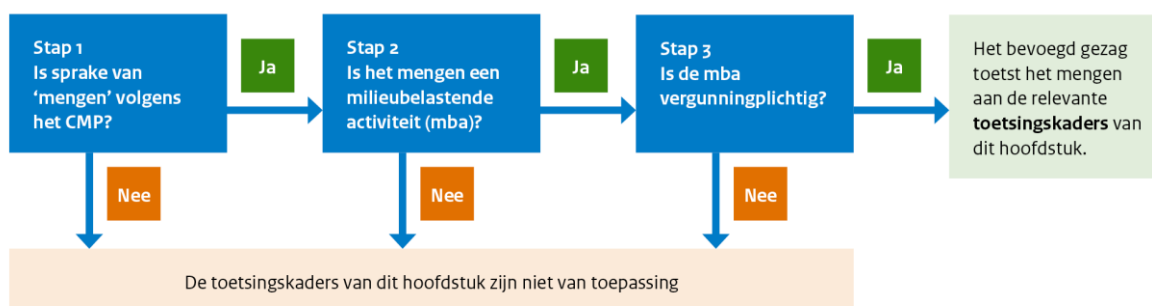 Stap 1
Is sprake van
‘mengen’ volgens
het CMP?
Ja
Stap 2
Is het mengen een
milieubelastende
activiteit (mba)?
Ja
Stap 3
Is de mba
vergunningplichtig?
Ja
Het bevoegd gezag
toetst het mengen
aan de relevante
toetsingskaders van
dit hoofdstuk.
Nee
Nee
Nee
De toetsingskaders van dit hoofdstuk zijn niet van toepassing